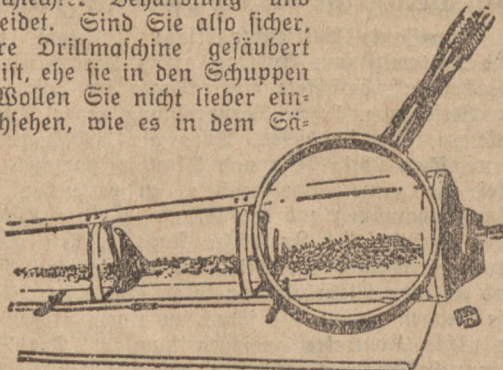 Behandlung und
eidet. Sind Sie alſo ſicher,
re Drillmaſchine geſäubert
iſt, ehe ſie in den Schuppen
Wollen Sie nicht lieber ein⸗
chſehen, wie es in dem Sä⸗